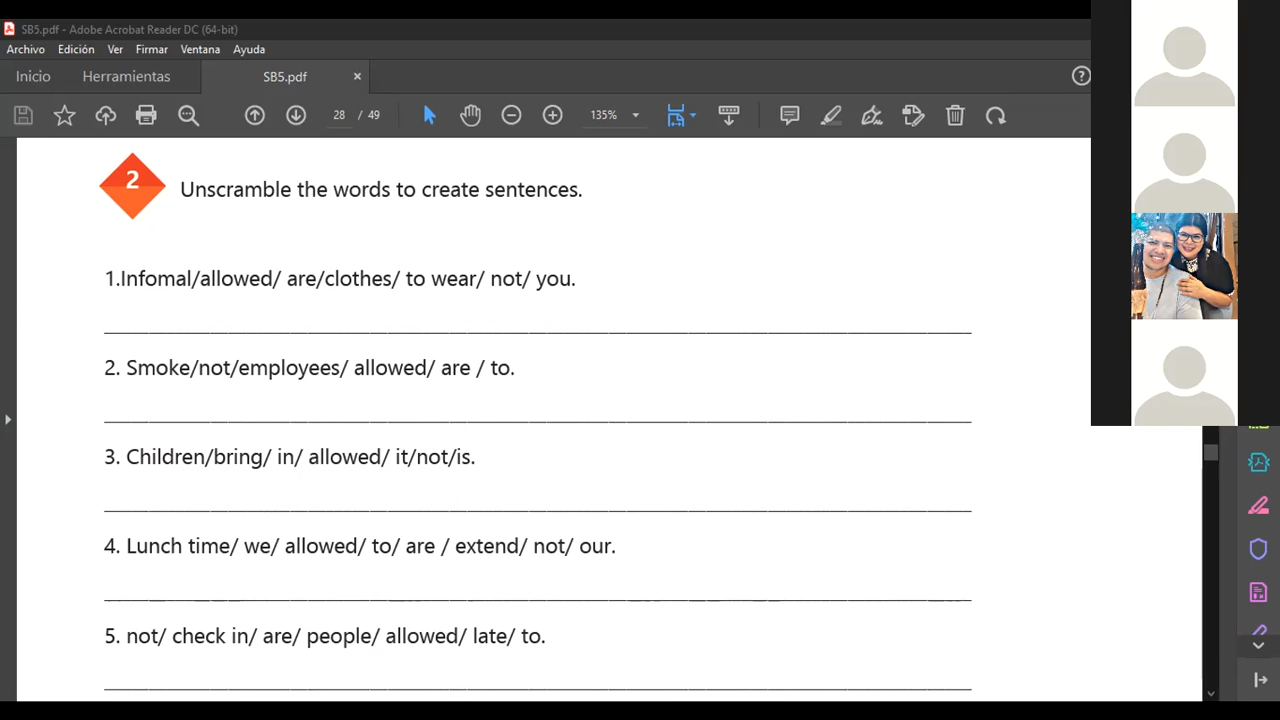 SB5.pdf - Adobe Acrobat Reader DC (64-bit)
Archivo Edición Ver Firmar Ventana Ayuda
Inicio Herramientas SB5.pdf ×
28 / 49 135%
2 Unscramble the words to create sentences.
1.Infomal/allowed/ are/clothes/ to wear/ not/ you.
2. Smoke/not/employees/ allowed/ are / to.
3. Children/bring/ in/ allowed/ it/not/is.
4. Lunch time/ we/ allowed/ to/ are / extend/ not/ our.
5. not/ check in/ are/ people/ allowed/ late/ to.